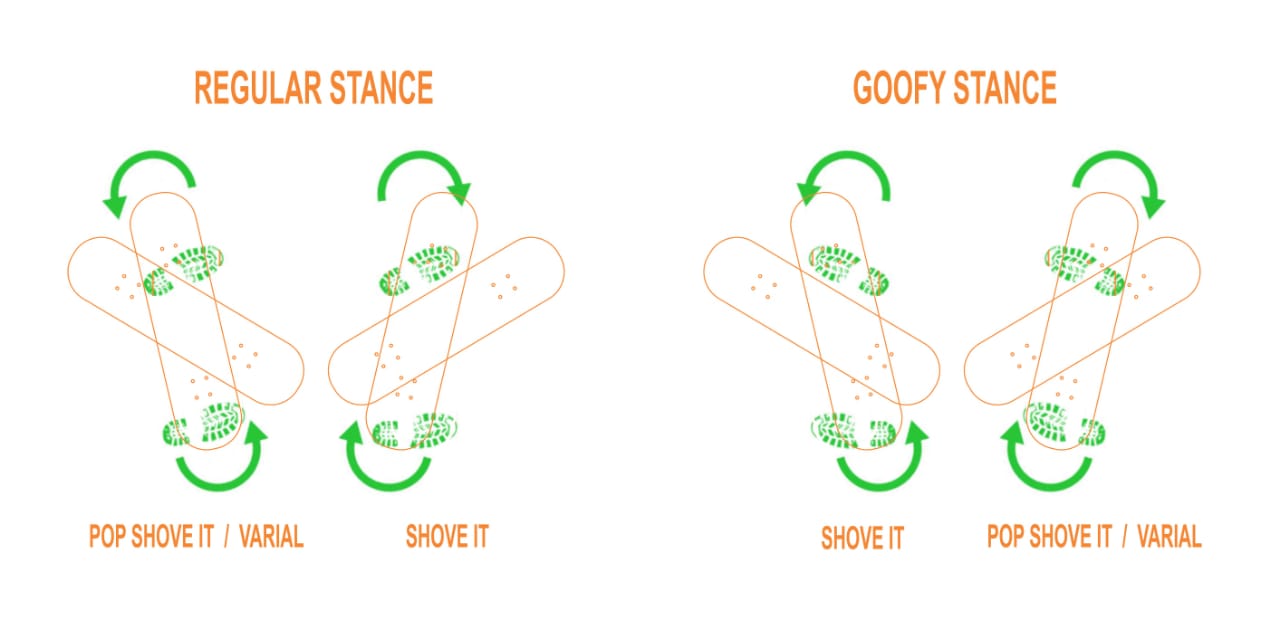 REGULAR STANCE
GOOFY STANCE
POP SHOVE IT / VARIAL
SHOVE IT
SHOVE IT
POP SHOVE IT / VARIAL